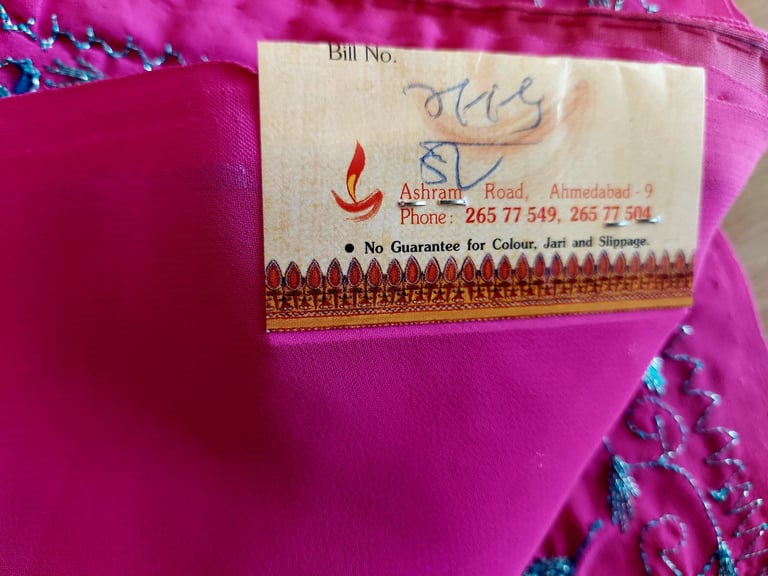 Bill No.
Ashram Road, Ahmedabad - 9
Phone: 265 77 549, 265 77 504
● No Guarantee for Colour, Jari and Slippage.